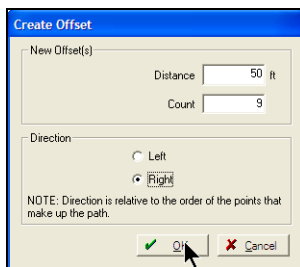 Create Offset
New Offset(s)
Distance 50 ft
Count 9
Direction
Left
Right
NOTE: Direction is relative to the order of the points that
make up the path.
OK Cancel